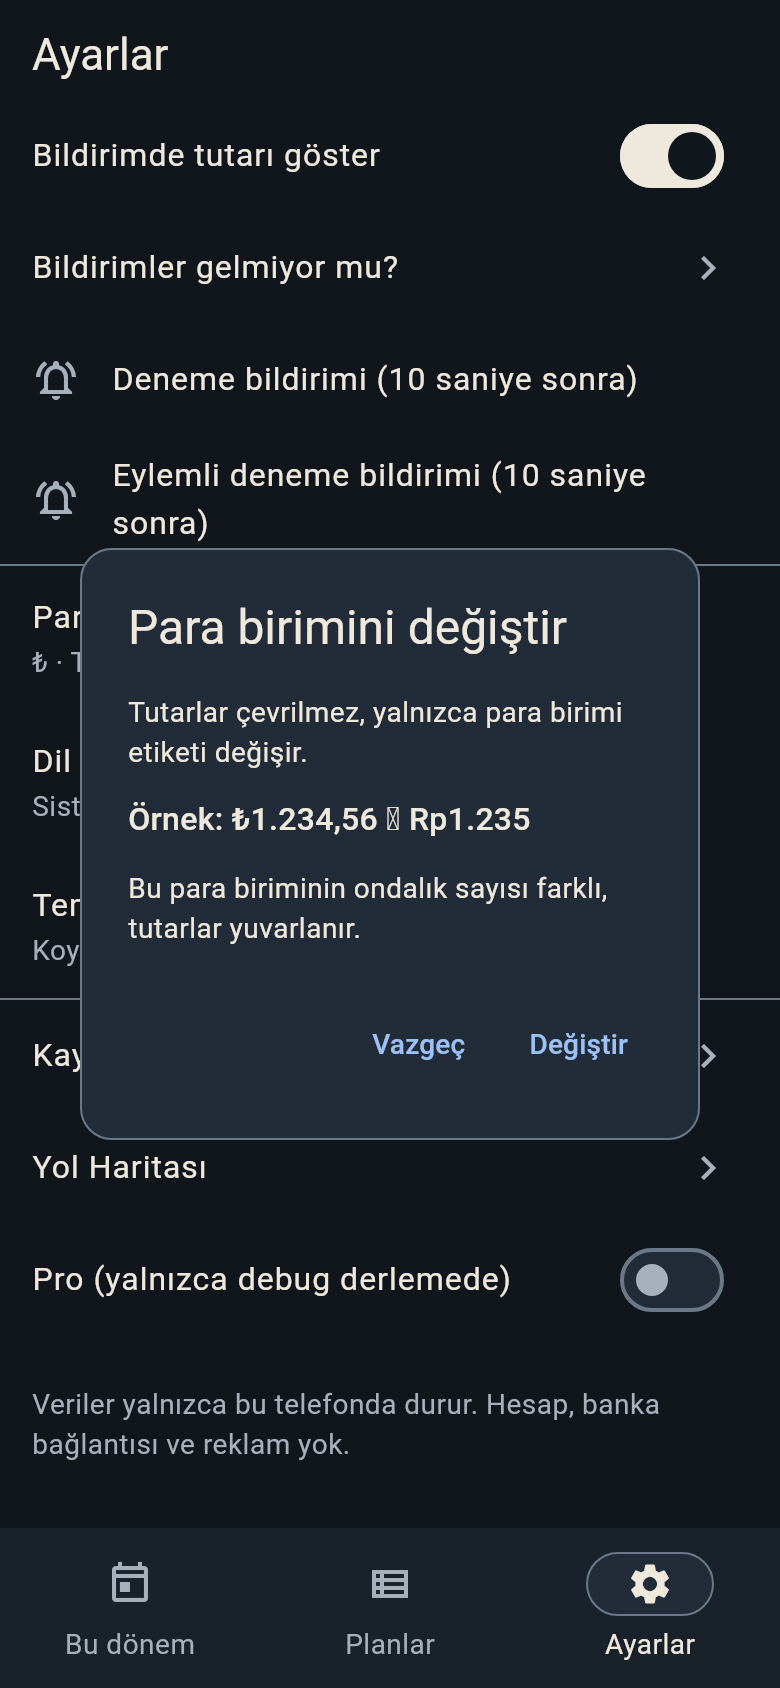 Ayarlar
Bildirimde tutarı göster
Bildirimler gelmiyor mu?
Deneme bildirimi (10 saniye sonra)
Eylemli deneme bildirimi (10 saniye
sonra)
Par
₺ · T
Dil
Sist
Ter
Koy
Kay
Para birimini değiştir
Tutarlar çevrilmez, yalnızca para birimi
etiketi değişir.
Örnek: ₺1.234,56 Rp1.235
Bu para biriminin ondalık sayısı farklı,
tutarlar yuvarlanır.
Vazgeç Değiştir
Yol Haritası
Pro (yalnızca debug derlemede)
Veriler yalnızca bu telefonda durur. Hesap, banka
bağlantısı ve reklam yok.
Bu dönem Planlar Ayarlar